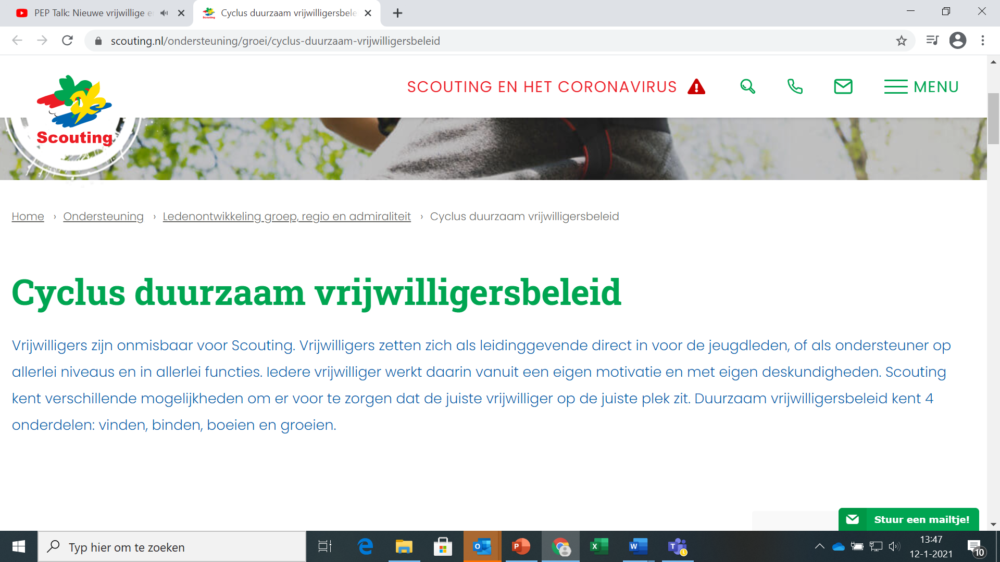 PEP Talk: Nieuwe vrijwillige e
Cyclus duurzaam vrijwilligersbele
scouting.nl/ondersteuning/groei/cyclus-duurzaam-vrijwilligersbeleid
Scouting
SCOUTING EN HET CORONAVIRUS
MENU
Home › Ondersteuning › Ledenontwikkeling groep, regio en admiraliteit › Cyclus duurzaam vrijwilligersbeleid
Cyclus duurzaam vrijwilligersbeleid
Vrijwilligers zijn onmisbaar voor Scouting. Vrijwilligers zetten zich als leidinggevende direct in voor de jeugdleden, of als ondersteuner op
allerlei niveaus en in allerlei functies. Iedere vrijwilliger werkt daarin vanuit een eigen motivatie en met eigen deskundigheden. Scouting
kent verschillende mogelijkheden om er voor te zorgen dat de juiste vrijwilliger op de juiste plek zit. Duurzaam vrijwilligersbeleid kent 4
onderdelen: vinden, binden, boeien en groeien.
Stuur een mailtje!
Typ hier om te zoeken
13:47
12-1-2021
10